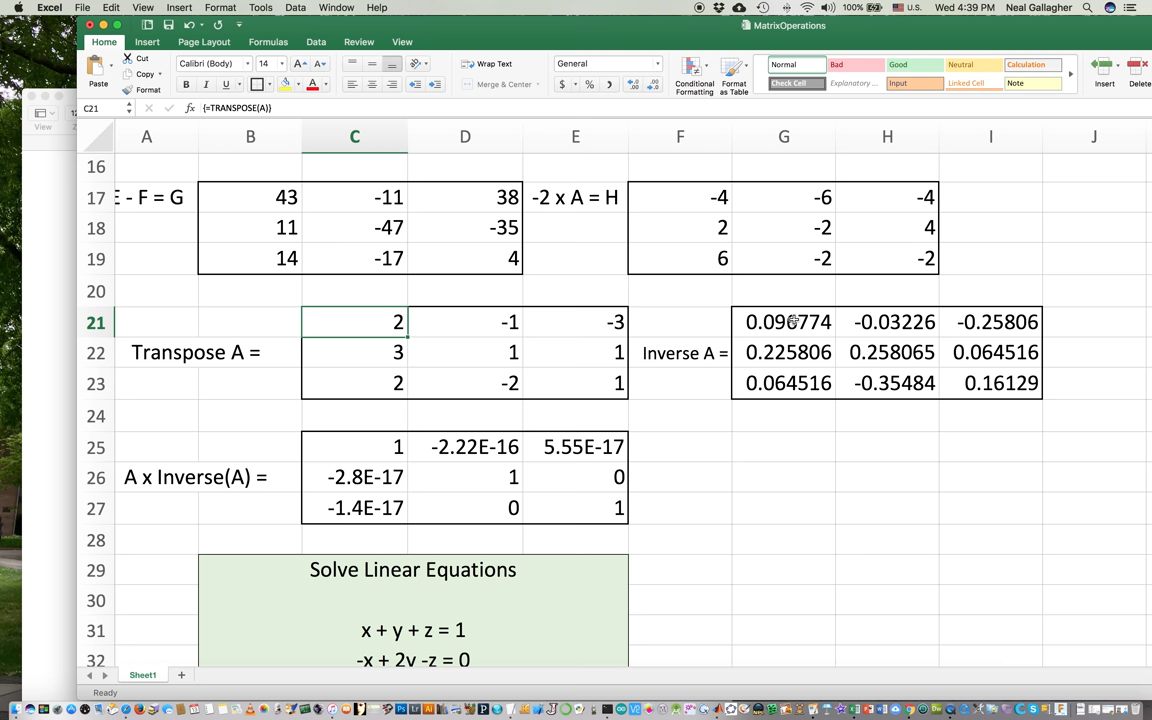 Excel File Edit View Insert Format Tools Data Window Help 100% U.S. Wed 4:39 PM Neal Gallagher
MatrixOperations
Home Insert Page Layout Formulas Data Review View
Paste Cut Copy Format
Calibri (Body) 14 A A
B I U A
Wrap Text
Merge & Center
General
$ % )
Conditional Formatting
Format as Table
Normal Bad Good Neutral Calculation
Check Cell Explanatory ... Input Linked Cell Note
Insert Delete
View
C21 fx {=TRANSPOSE(A)}
A B C D E F G H I J
16
17 E - F = G 43 -11 38 -2 x A = H -4 -6 -4
18 11 -47 -35 2 -2 4
19 14 -17 4 6 -2 -2
20
21 2 -1 -3 0.096774 -0.03226 -0.25806
22 Transpose A = 3 1 1 Inverse A = 0.225806 0.258065 0.064516
23 2 -2 1 0.064516 -0.35484 0.16129
24
25 1 -2.22E-16 5.55E-17
26 A x Inverse(A) = -2.8E-17 1 0
27 -1.4E-17 0 1
28
29 Solve Linear Equations
30
31 x + y + z = 1
32 -x + 2y -z = 0
Sheet1 +
Ready